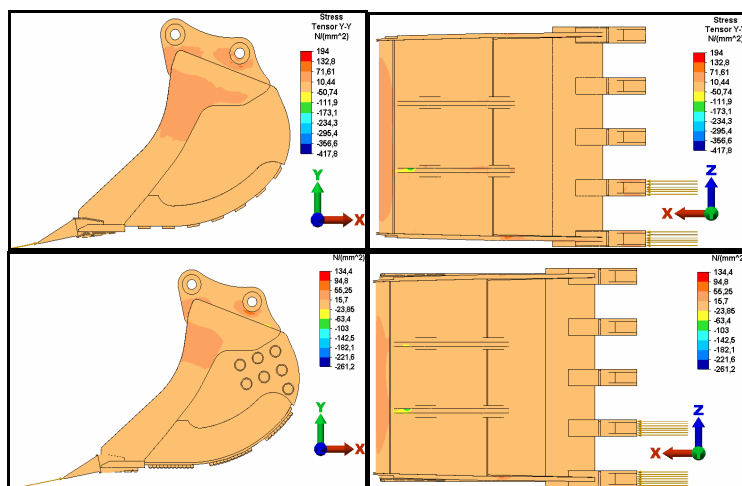 Stress
Tensor Y-Y
N/(mm^2)
194
132,8
71,61
10,44
-50,74
-111,9
-173,1
-234,3
-295,4
-356,6
-417,8
Y
X
Stress
Tensor Y-Y
N/(mm^2)
194
132,8
71,61
10,44
-50,74
-111,9
-173,1
-234,3
-295,4
-356,6
-417,8
Z
X
Y
N/(mm^2)
134,4
94,8
55,25
15,7
-23,85
-63,4
-103
-142,5
-182,1
-221,6
-261,2
Y
X
N/(mm^2
134,4
94,8
55,25
15,7
-23,85
-63,4
-103
-142,5
-182,1
-221,6
-261,2
Z
X